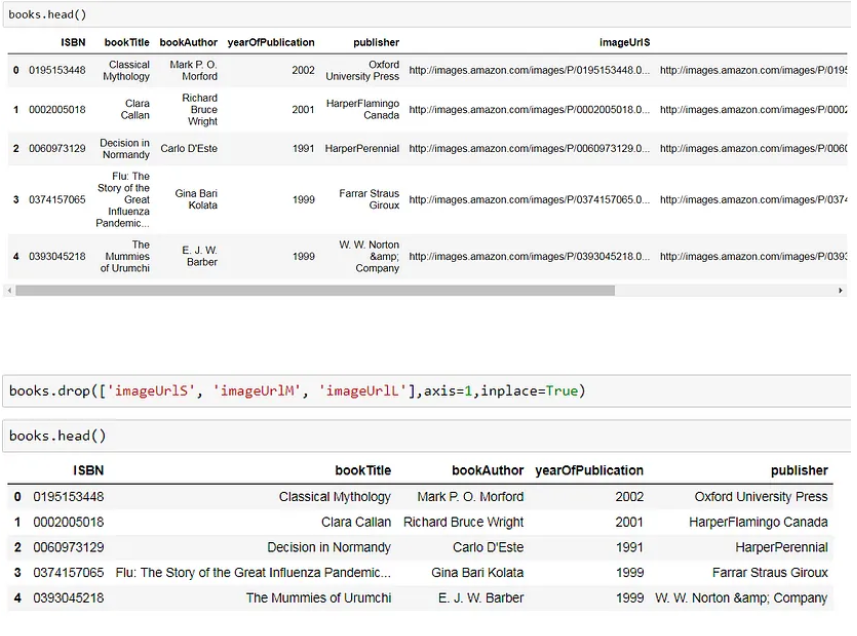 books.head()
ISBN bookTitle bookAuthor yearOfPublication publisher imageUrlS
0 0195153448 Classical Mythology Mark P. O. Morford 2002 Oxford University Press http://images.amazon.com/images/P/0195153448.0... http://images.amazon.com/images/P/0195
1 0002005018 Clara Callan Richard Bruce Wright 2001 HarperFlamingo Canada http://images.amazon.com/images/P/0002005018.0... http://images.amazon.com/images/P/0002
2 0060973129 Decision in Normandy Carlo D'Este 1991 HarperPerennial http://images.amazon.com/images/P/0060973129.0... http://images.amazon.com/images/P/0060
3 0374157065 Flu: The Story of the Great Influenza Pandemic... Gina Bari Kolata 1999 Farrar Straus Giroux http://images.amazon.com/images/P/0374157065.0... http://images.amazon.com/images/P/0374
4 0393045218 The Mummies of Urumchi E. J. W. Barber 1999 W. W. Norton &amp; Company http://images.amazon.com/images/P/0393045218.0... http://images.amazon.com/images/P/0393
books.drop(['imageUrlS', 'imageUrlM', 'imageUrlL'],axis=1,inplace=True)
books.head()
ISBN bookTitle bookAuthor yearOfPublication publisher
0 0195153448 Classical Mythology Mark P. O. Morford 2002 Oxford University Press
1 0002005018 Clara Callan Richard Bruce Wright 2001 HarperFlamingo Canada
2 0060973129 Decision in Normandy Carlo D'Este 1991 HarperPerennial
3 0374157065 Flu: The Story of the Great Influenza Pandemic... Gina Bari Kolata 1999 Farrar Straus Giroux
4 0393045218 The Mummies of Urumchi E. J. W. Barber 1999 W. W. Norton &amp; Company